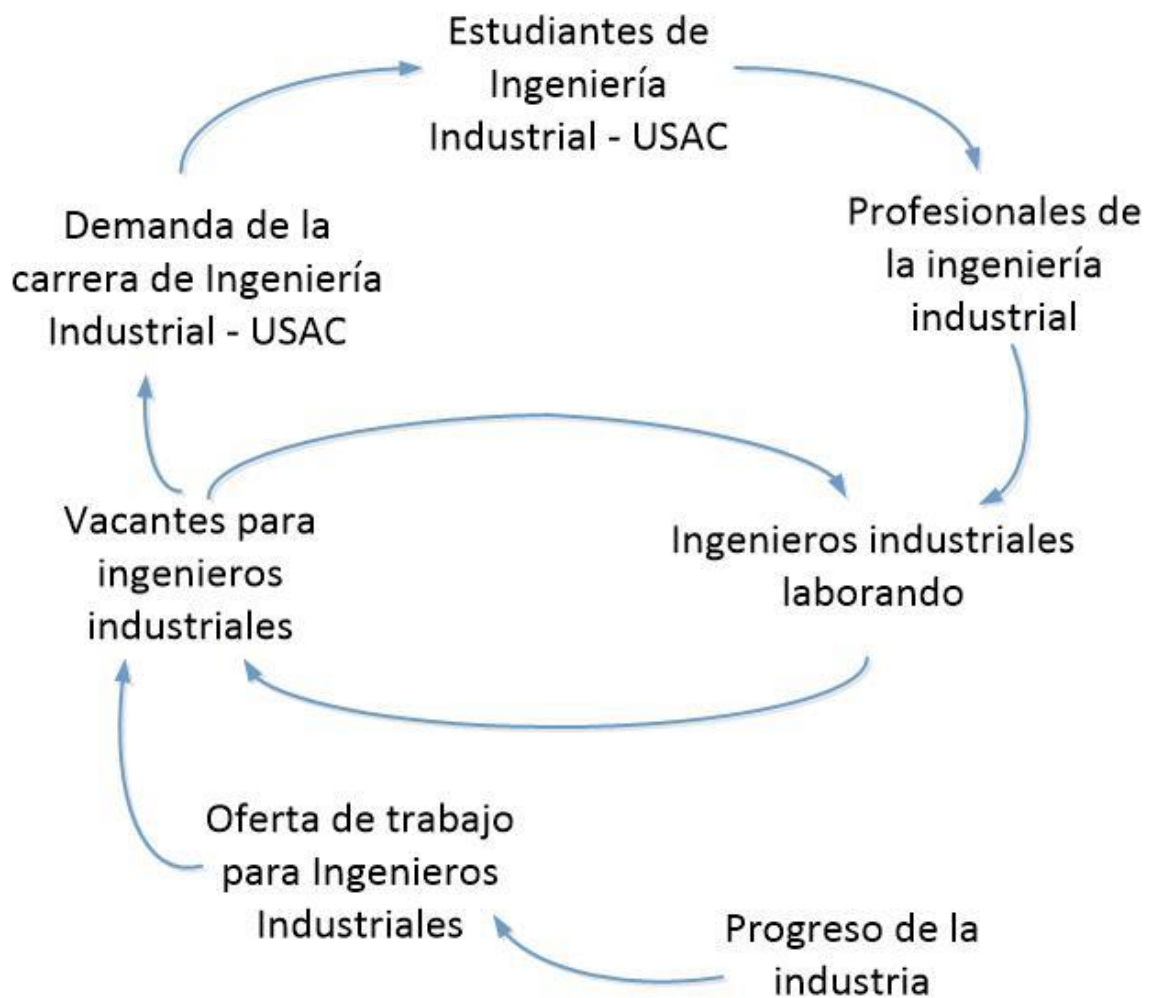 Estudiantes de
Ingeniería
Industrial - USAC
Demanda de la
carrera de Ingeniería
Industrial - USAC
Profesionales de
la ingeniería
industrial
Vacantes para
ingenieros
industriales
Ingenieros industriales
laborando
Oferta de trabajo
para Ingenieros
Industriales
Progreso de la
industria